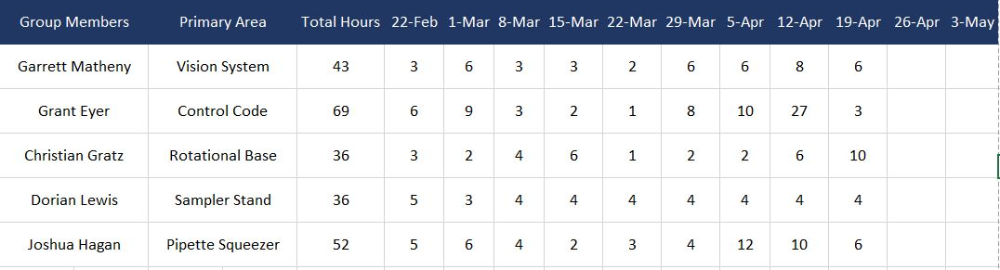 Group Members Primary Area Total Hours 22-Feb 1-Mar 8-Mar 15-Mar 22-Mar 29-Mar 5-Apr 12-Apr 19-Apr 26-Apr 3-May
Garrett Matheny Vision System 43 3 6 3 3 2 6 6 8 6
Grant Eyer Control Code 69 6 9 3 2 1 8 10 27 3
Christian Gratz Rotational Base 36 3 2 4 6 1 2 2 6 10
Dorian Lewis Sampler Stand 36 5 3 4 4 4 4 4 4 4
Joshua Hagan Pipette Squeezer 52 5 6 4 2 3 4 12 10 6